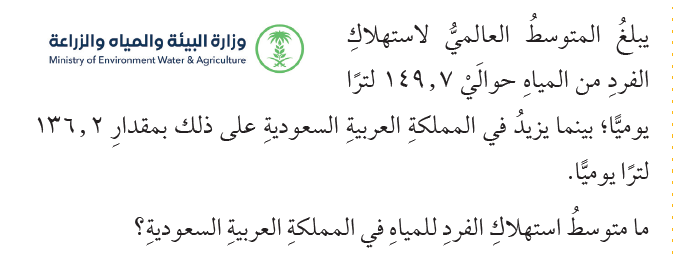 يبلغُ المتوسطُ العالميُّ لاستهلاكِ
الفردِ من المياهِ حوالَيْ ١٤٩,٧ لترًا
يوميًّا؛ بينما يزيدُ في المملكةِ العربيةِ السعوديةِ على ذلك بمقدارِ ١٣٦,٢
لترًا يوميًّا.
ما متوسطُ استهلاكِ الفردِ للمياهِ في المملكةِ العربيةِ السعوديةِ؟
وزارة البيئة والمياه والزراعة
Ministry of Environment Water & Agriculture